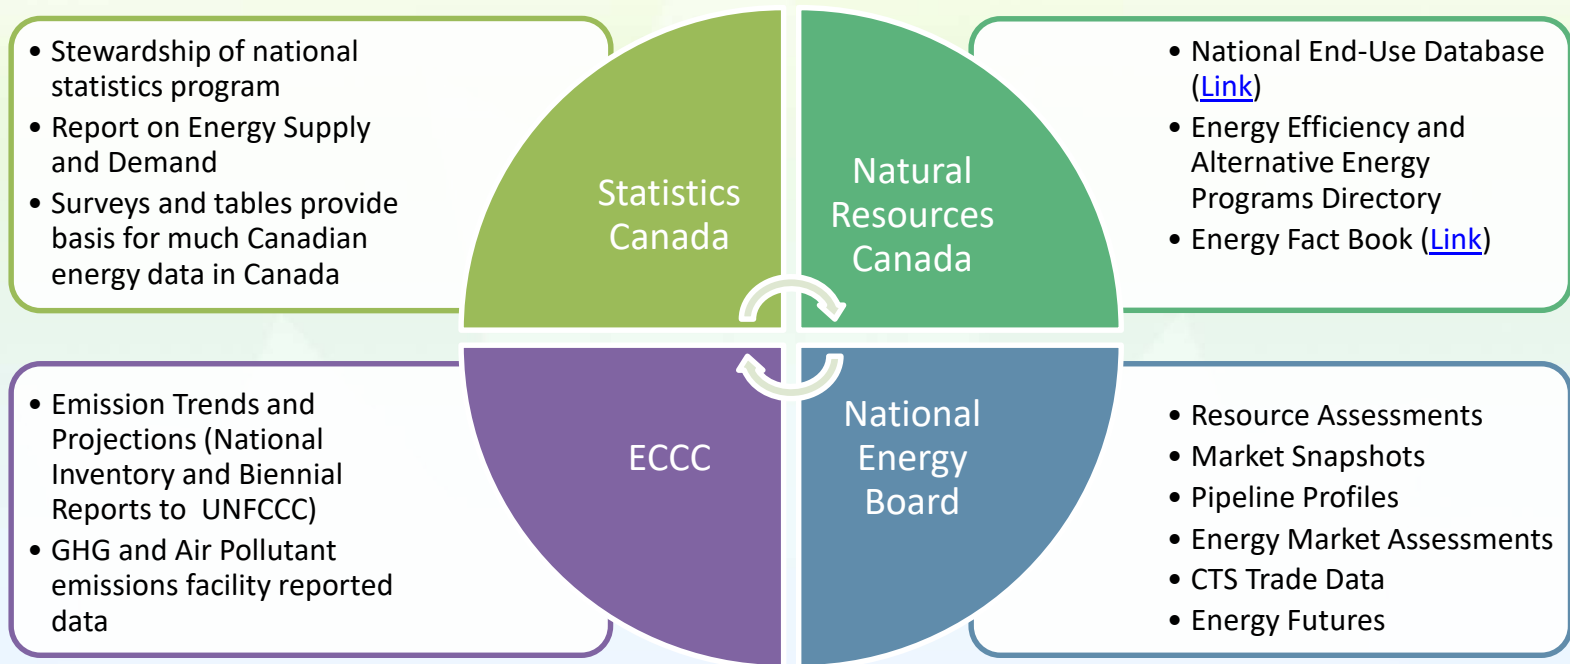 • Stewardship of national
statistics program
• Report on Energy Supply
and Demand
• Surveys and tables provide
basis for much Canadian
energy data in Canada
Statistics
Canada
Natural
Resources
Canada
• National End-Use Database
(Link)
• Energy Efficiency and
Alternative Energy
Programs Directory
• Energy Fact Book (Link)
• Emission Trends and
Projections (National
Inventory and Biennial
Reports to  UNFCCC)
• GHG and Air Pollutant
emissions facility reported
data
ECCC
National
Energy
Board
• Resource Assessments
• Market Snapshots
• Pipeline Profiles
• Energy Market Assessments
• CTS Trade Data
• Energy Futures